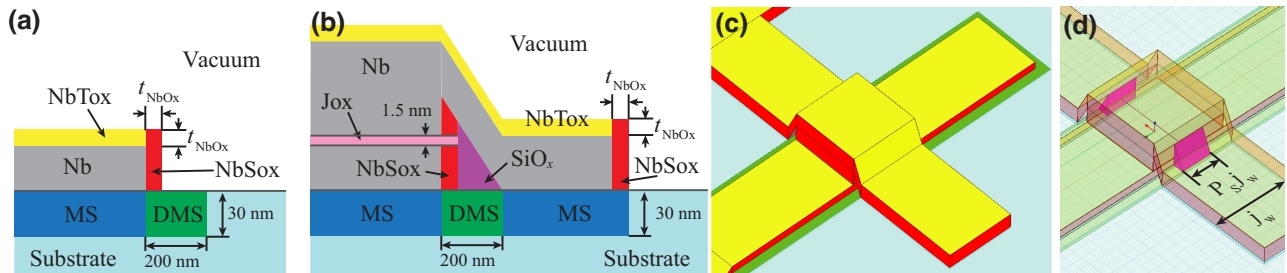 (a)
Vacuum
NbTox
t_NbOx
t_NbOx
Nb
NbSox
MS
DMS
30 nm
Substrate
200 nm
(b)
Vacuum
Nb
Jox
1.5 nm
NbTox
t_NbOx
NbSox
SiO_x
NbSox
MS
DMS
MS
30 nm
200 nm
Substrate
(c)
(d)
P_S·j_w
j_w